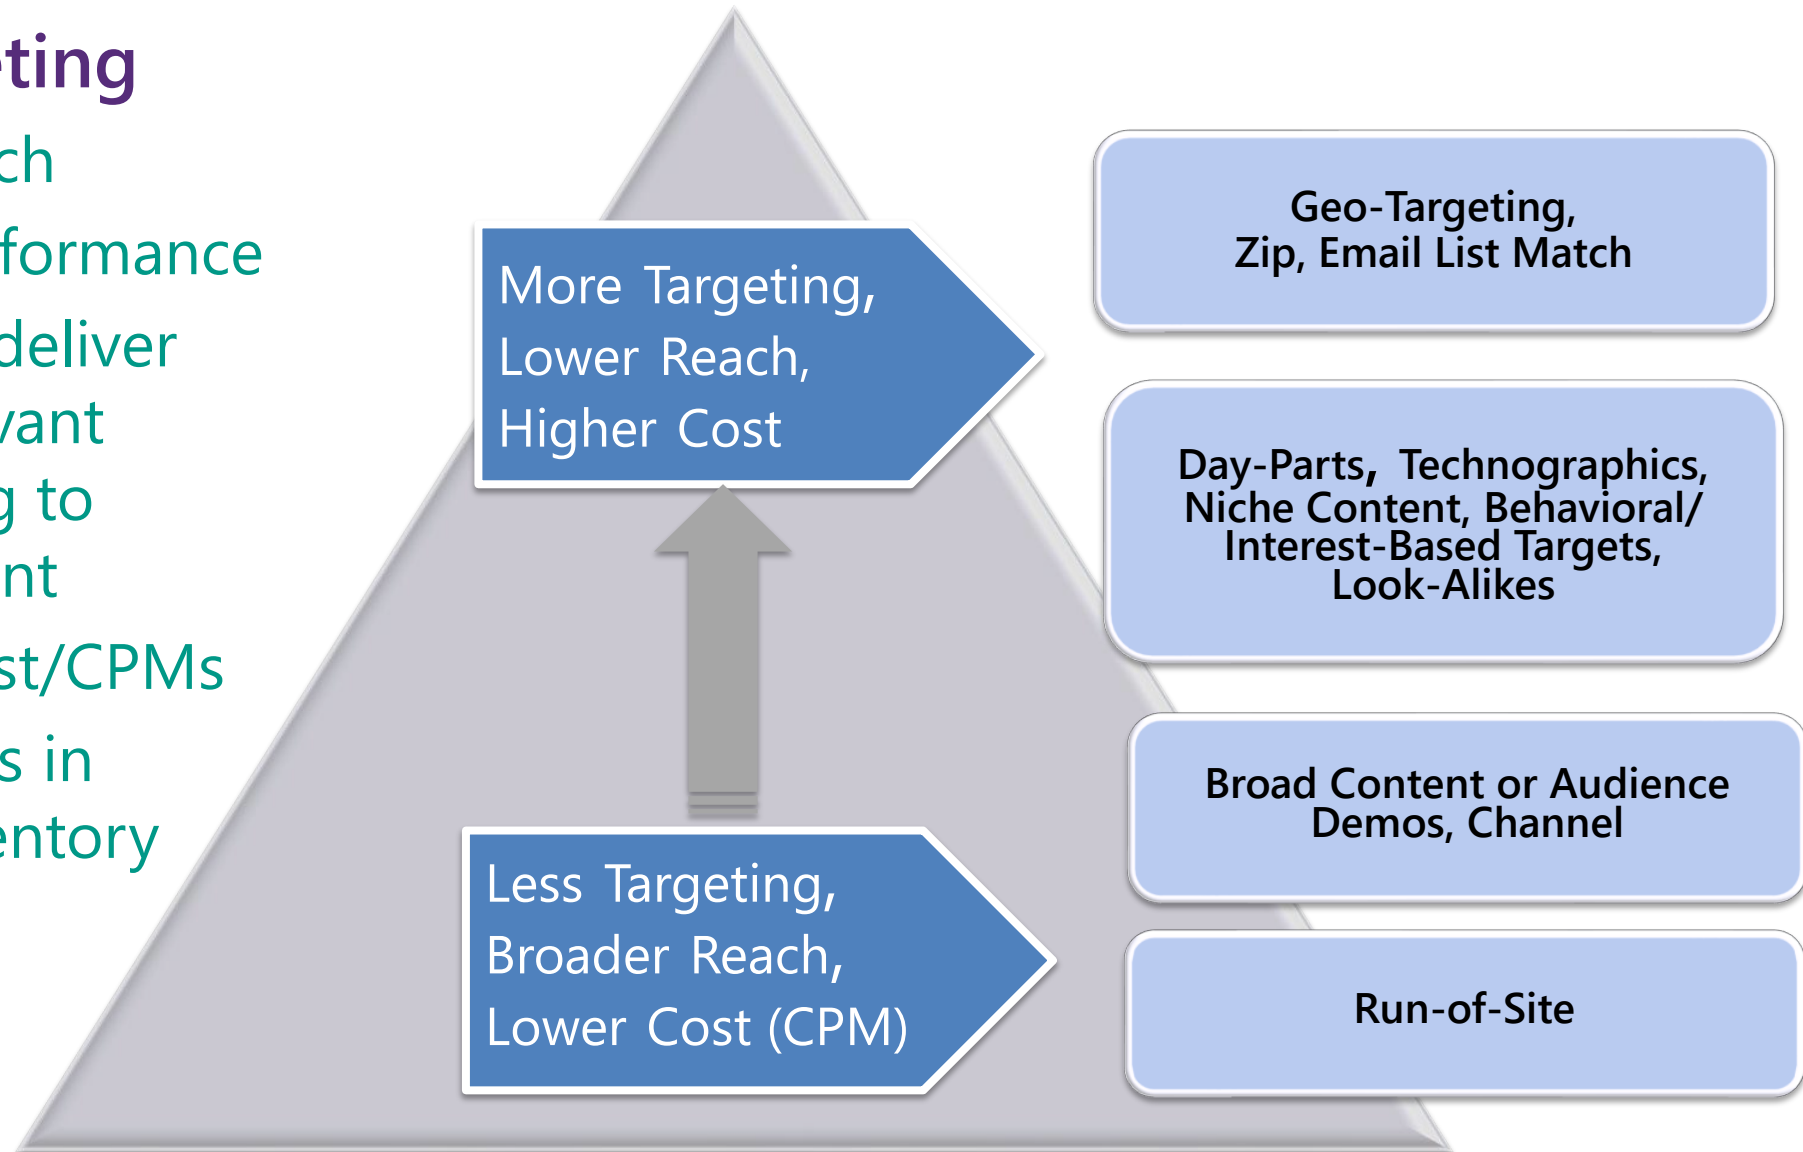 eting
ch
formance
deliver
vant
g to
nt
st/CPMs
s in
entory
More Targeting,
Lower Reach,
Higher Cost
Less Targeting,
Broader Reach,
Lower Cost (CPM)
Geo-Targeting,
Zip, Email List Match
Day-Parts, Technographics,
Niche Content, Behavioral/
Interest-Based Targets,
Look-Alikes
Broad Content or Audience
Demos, Channel
Run-of-Site